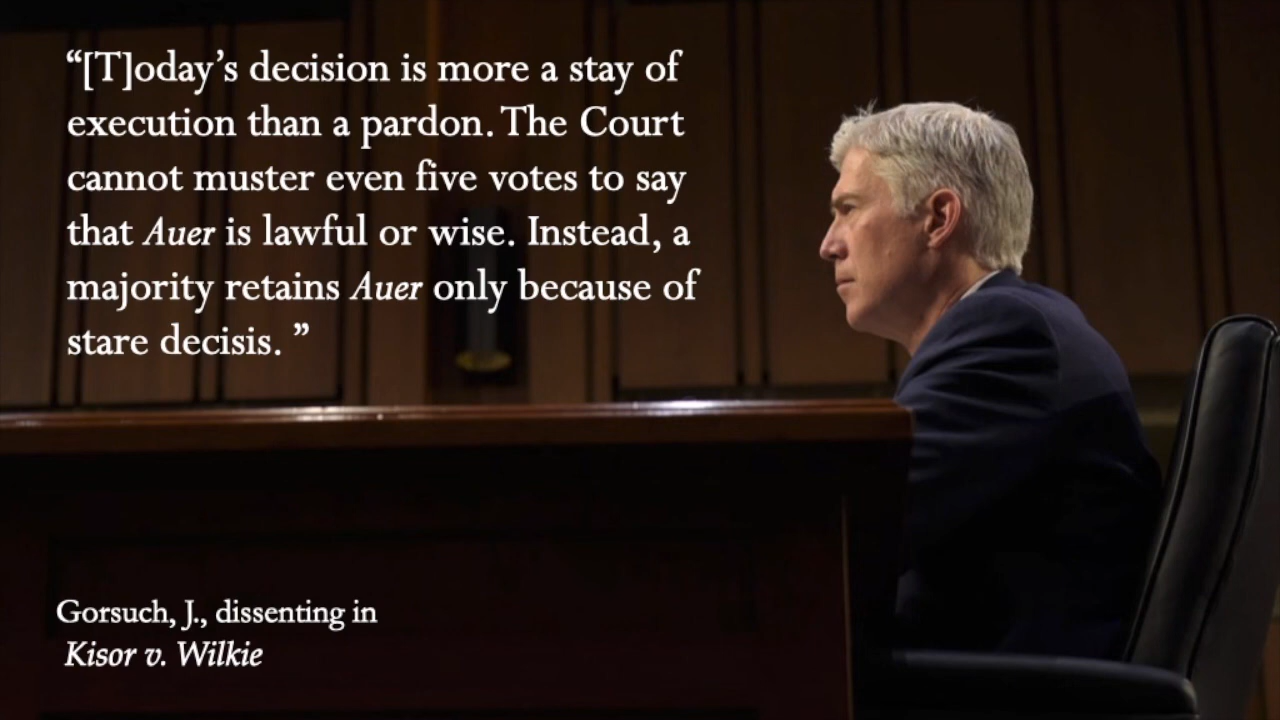 “[T]oday’s decision is more a stay of
execution than a pardon. The Court
cannot muster even five votes to say
that Auer is lawful or wise. Instead, a
majority retains Auer only because of
stare decisis. ”
Gorsuch, J., dissenting in
Kisor v. Wilkie